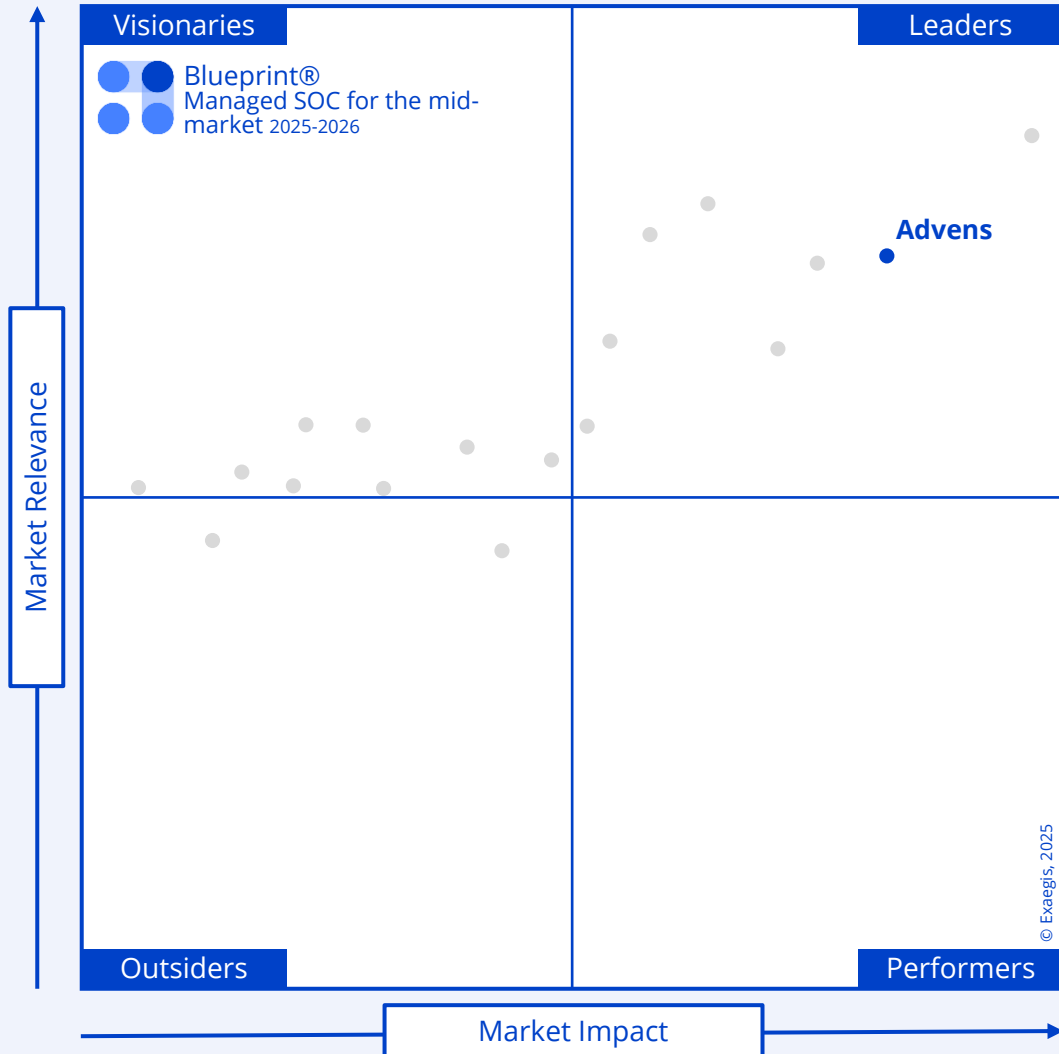 Visionaries
Leaders
Blueprint®
Managed SOC for the mid-
market 2025-2026
Advens
Market Relevance
© Exaegis, 2025
Outsiders
Performers
Market Impact